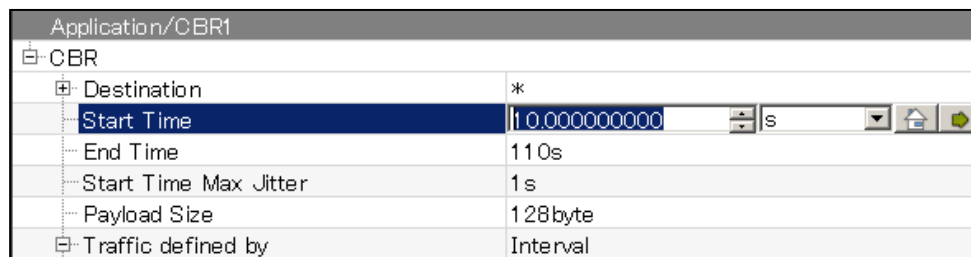 Application/CBR1
CBR
Destination *
Start Time 10.000000000 s
End Time 110s
Start Time Max Jitter 1s
Payload Size 128byte
Traffic defined by Interval